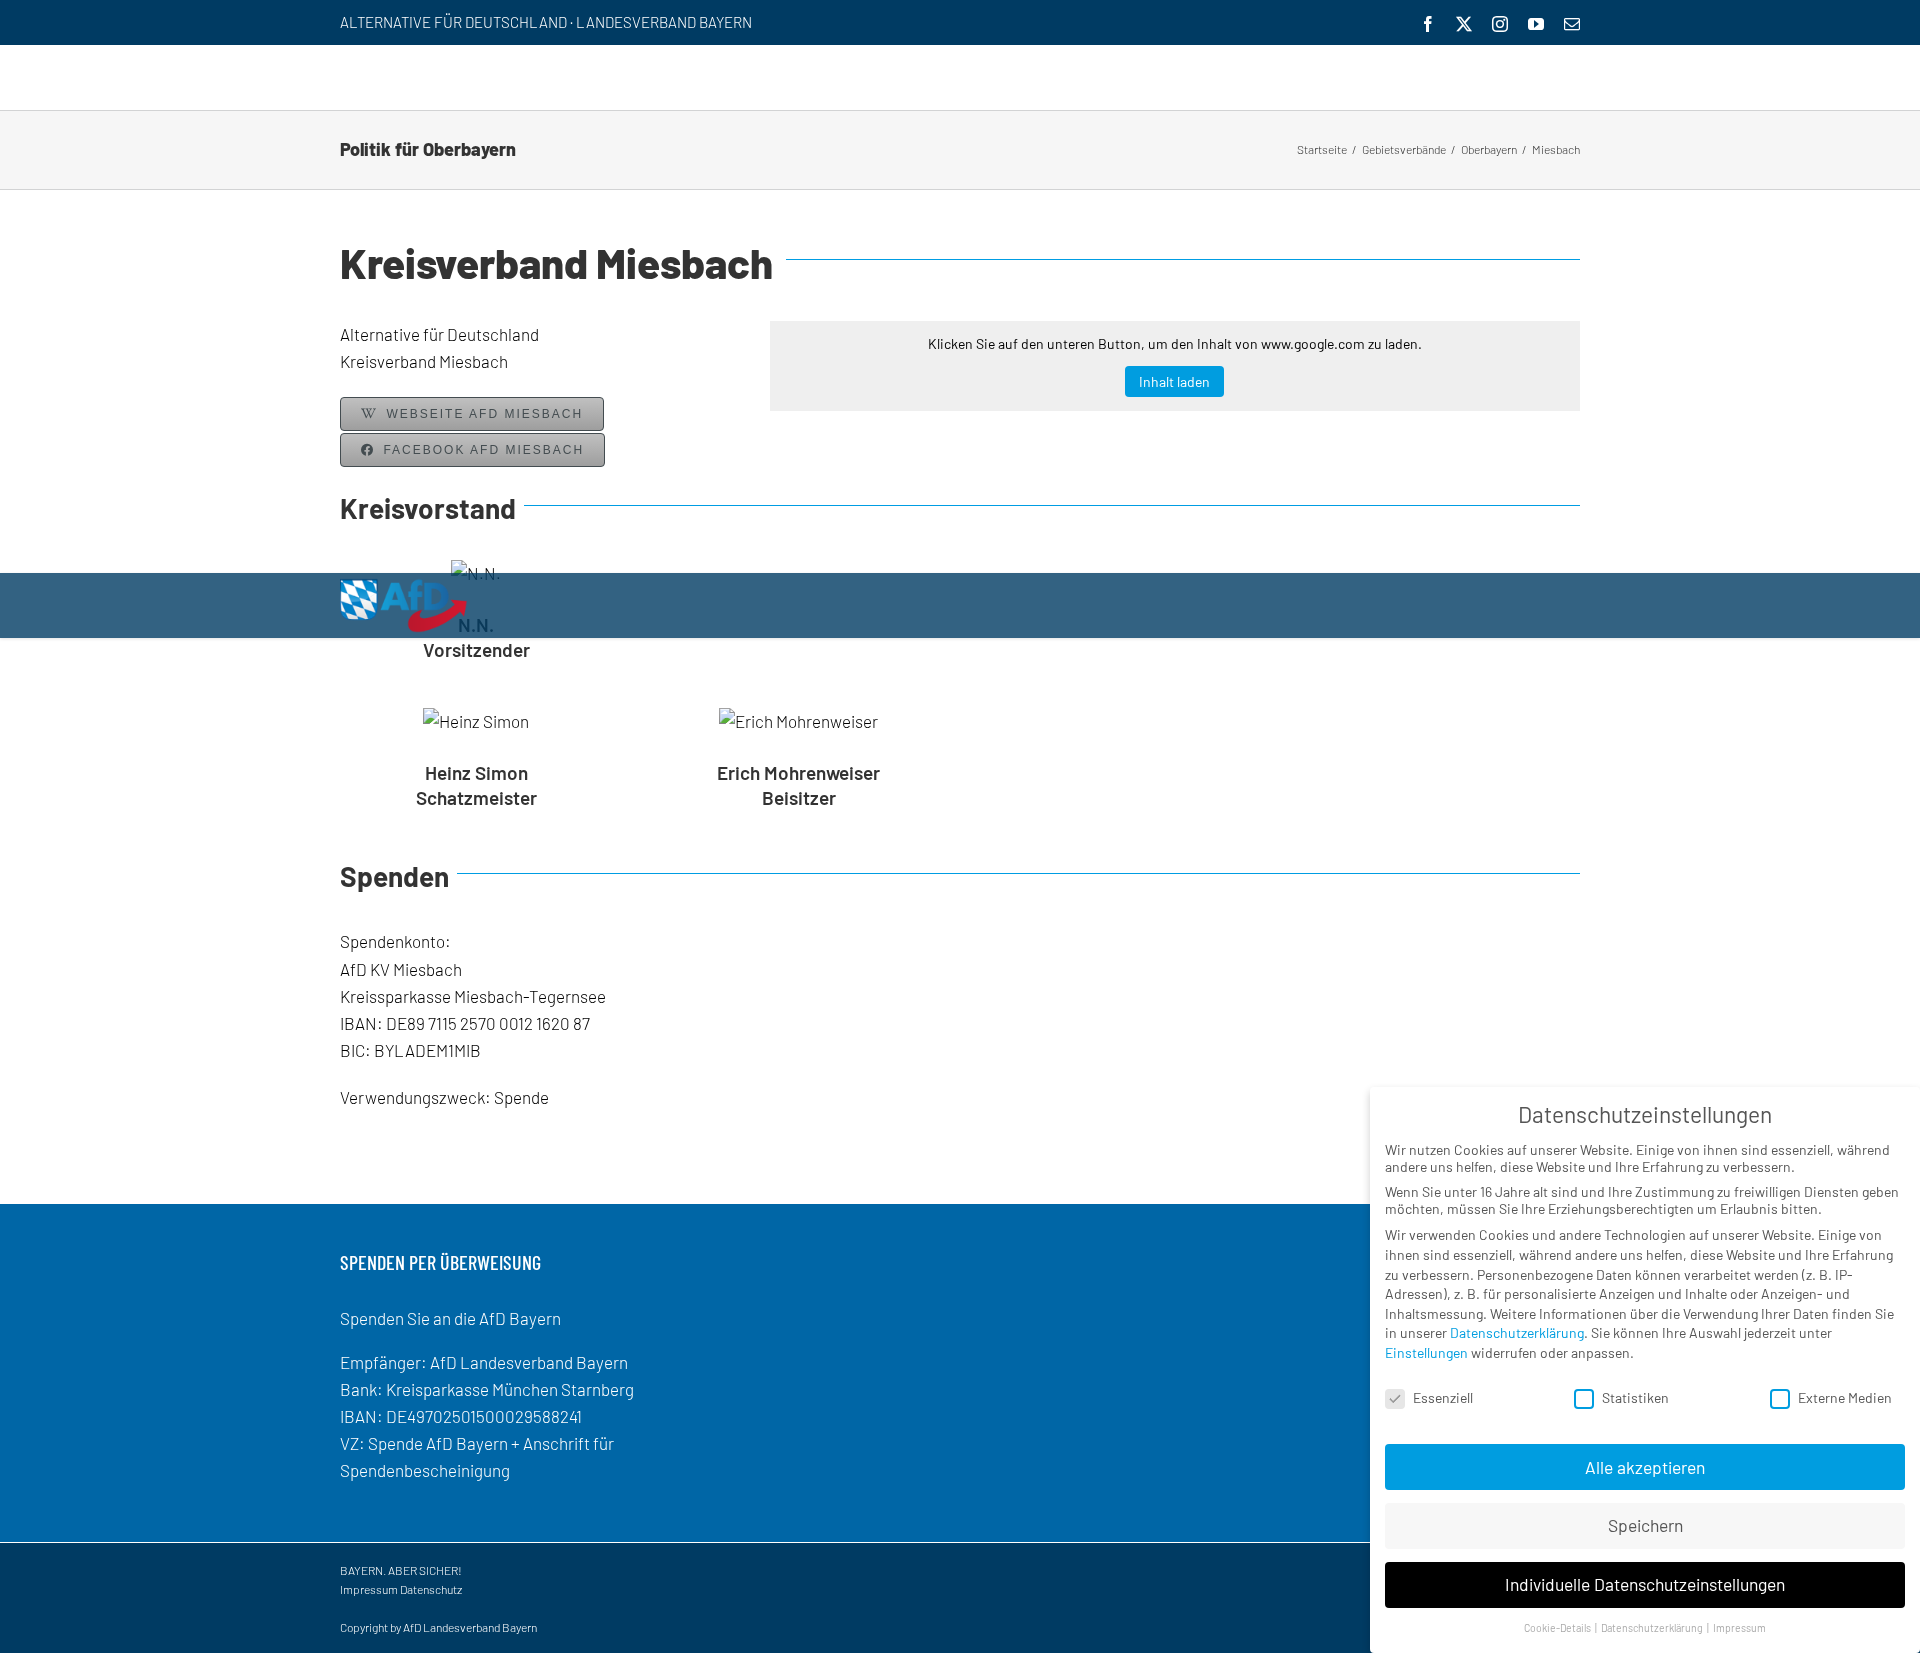 ALTERNATIVE FÜR DEUTSCHLAND · LANDESVERBAND BAYERN
Politik für Oberbayern
Startseite / Gebietsverbände / Oberbayern / Miesbach
Kreisverband Miesbach
Alternative für Deutschland
Kreisverband Miesbach
WEBSEITE AFD MIESBACH
FACEBOOK AFD MIESBACH
Klicken Sie auf den unteren Button, um den Inhalt von www.google.com zu laden.
Inhalt laden
Kreisvorstand
N.N.
AfD
N.N.
Vorsitzender
Heinz Simon
Erich Mohrenweiser
Heinz Simon
Schatzmeister
Erich Mohrenweiser
Beisitzer
Spenden
Spendenkonto:
AfD KV Miesbach
Kreissparkasse Miesbach-Tegernsee
IBAN: DE89 7115 2570 0012 1620 87
BIC: BYLADEM1MIB
Verwendungszweck: Spende
SPENDEN PER ÜBERWEISUNG
Spenden Sie an die AfD Bayern
Empfänger: AfD Landesverband Bayern
Bank: Kreisparkasse München Starnberg
IBAN: DE49702501500029588241
VZ: Spende AfD Bayern + Anschrift für
Spendenbescheinigung
BAYERN. ABER SICHER!
Impressum Datenschutz
Copyright by AfD Landesverband Bayern
Datenschutzeinstellungen
Wir nutzen Cookies auf unserer Website. Einige von ihnen sind essenziell, während
andere uns helfen, diese Website und Ihre Erfahrung zu verbessern.
Wenn Sie unter 16 Jahre alt sind und Ihre Zustimmung zu freiwilligen Diensten geben
möchten, müssen Sie Ihre Erziehungsberechtigten um Erlaubnis bitten.
Wir verwenden Cookies und andere Technologien auf unserer Website. Einige von
ihnen sind essenziell, während andere uns helfen, diese Website und Ihre Erfahrung
zu verbessern. Personenbezogene Daten können verarbeitet werden (z. B. IP-
Adressen), z. B. für personalisierte Anzeigen und Inhalte oder Anzeigen- und
Inhaltsmessung. Weitere Informationen über die Verwendung Ihrer Daten finden Sie
in unserer Datenschutzerklärung. Sie können Ihre Auswahl jederzeit unter
Einstellungen widerrufen oder anpassen.
Essenziell
Statistiken
Externe Medien
Alle akzeptieren
Speichern
Individuelle Datenschutzeinstellungen
Cookie-Details | Datenschutzerklärung | Impressum